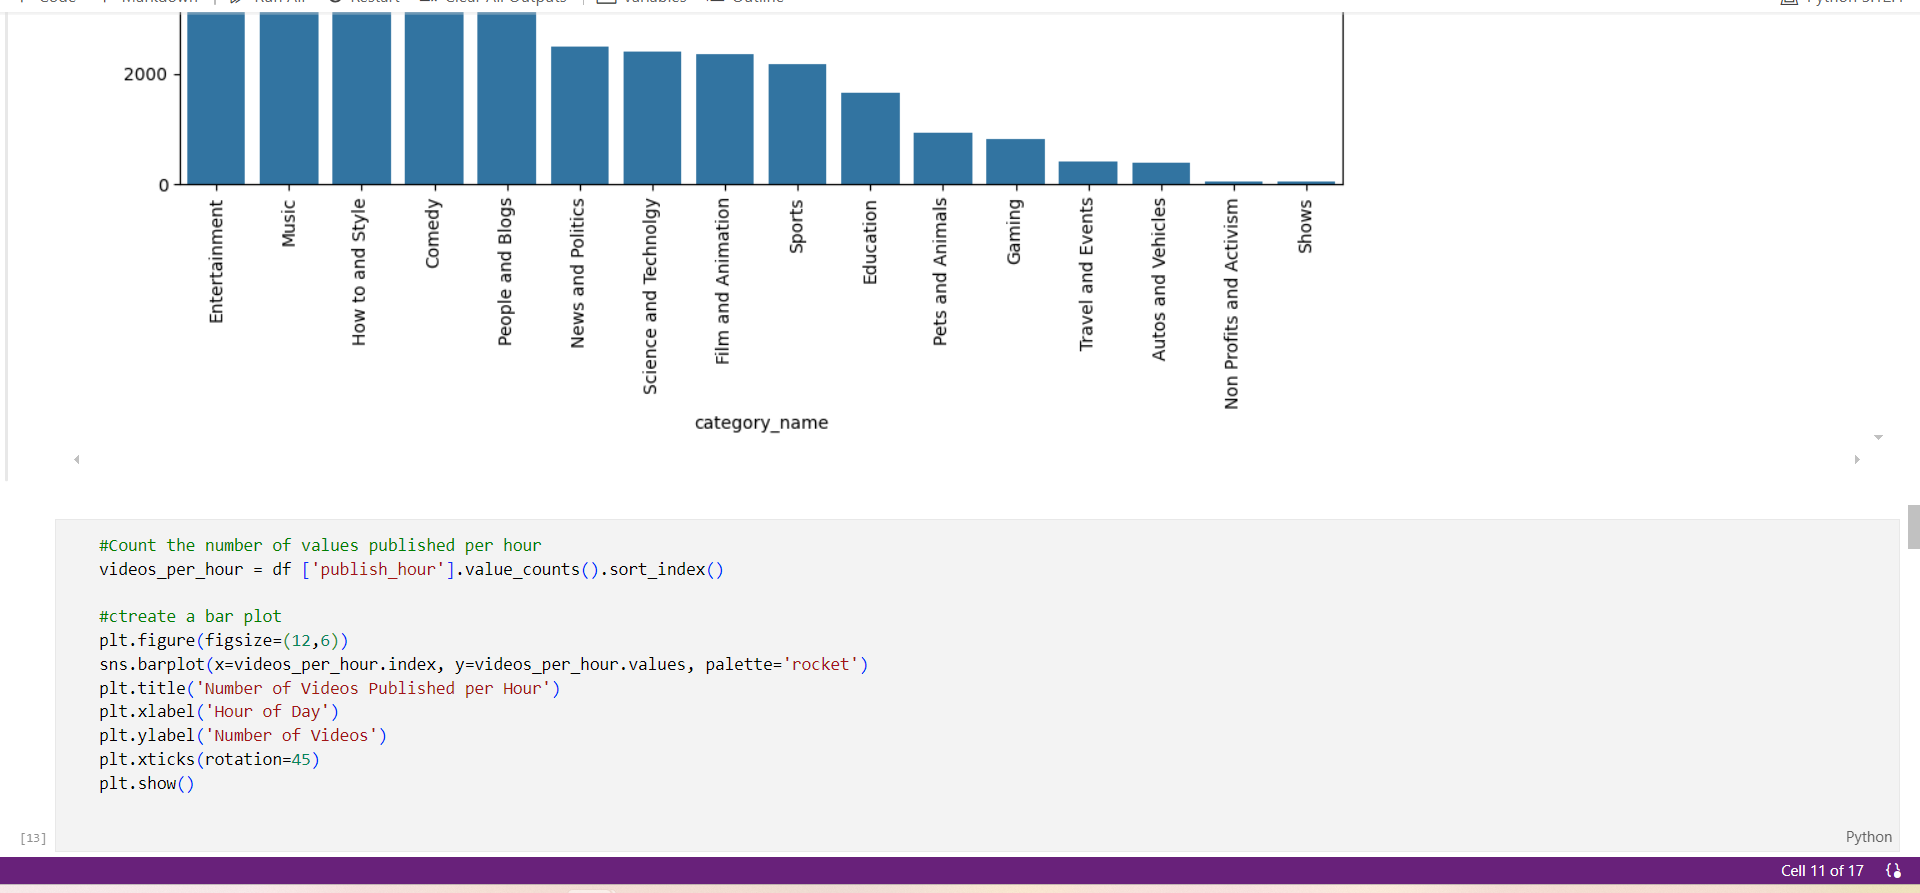 2000
0
Entertainment
Music
How to and Style
Comedy
People and Blogs
News and Politics
Science and Technolgy
Film and Animation
Sports
Education
Pets and Animals
Gaming
Travel and Events
Autos and Vehicles
Non Profits and Activism
Shows
category_name
#Count the number of values published per hour
videos_per_hour = df ['publish_hour'].value_counts().sort_index()
#ctreate a bar plot
plt.figure(figsize=(12,6))
sns.barplot(x=videos_per_hour.index, y=videos_per_hour.values, palette='rocket')
plt.title('Number of Videos Published per Hour')
plt.xlabel('Hour of Day')
plt.ylabel('Number of Videos')
plt.xticks(rotation=45)
plt.show()
[13]
Python
Cell 11 of 17